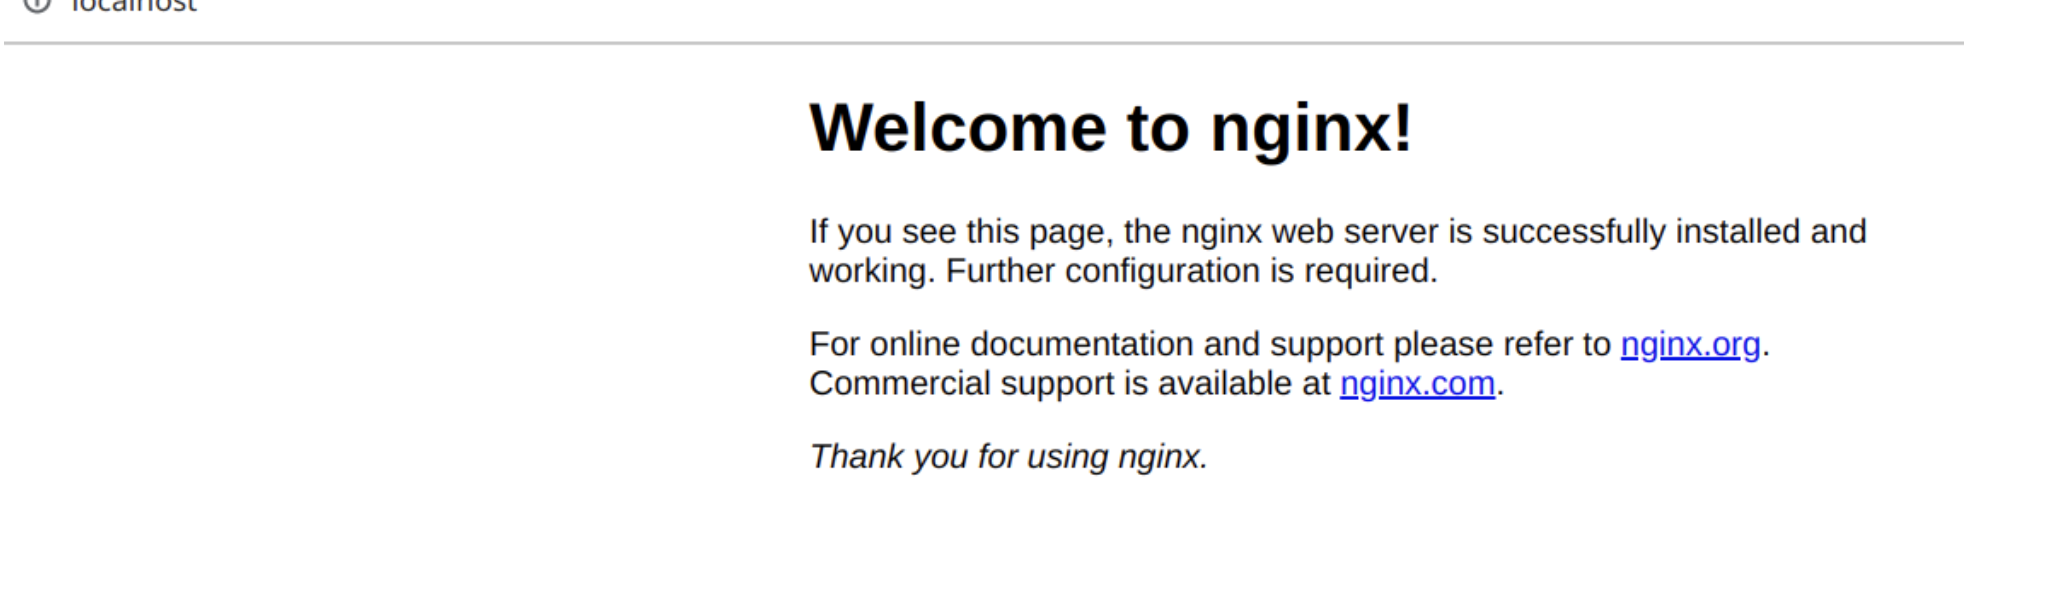 localhost
Welcome to nginx!
If you see this page, the nginx web server is successfully installed and
working. Further configuration is required.
For online documentation and support please refer to nginx.org.
Commercial support is available at nginx.com.
Thank you for using nginx.